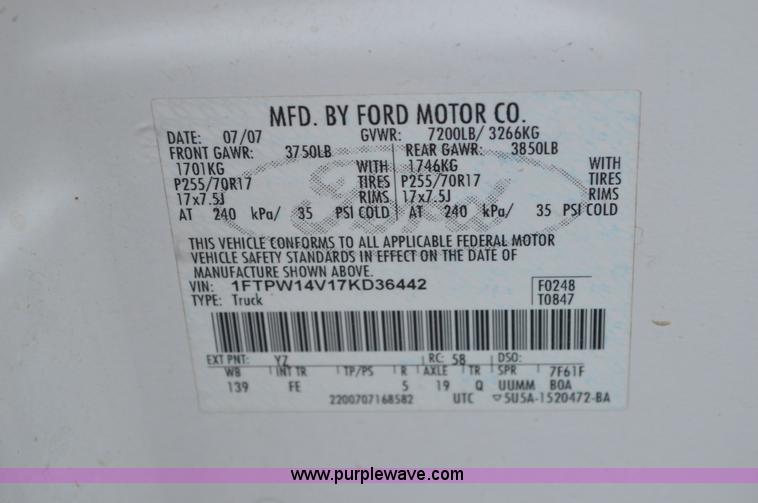 MFD. BY FORD MOTOR CO.
DATE: 07/07 GVWR: 7200LB/ 3266KG
FRONT GAWR: 3750LB REAR GAWR: 3850LB
1701KG WITH 1746KG WITH
P255/70R17 TIRES P255/70R17 TIRES
17x7.5J RIMS 17x7.5J RIMS
AT 240 kPa/ 35 PSI COLD AT 240 kPa/ 35 PSI COLD
Ford
THIS VEHICLE CONFORMS TO ALL APPLICABLE FEDERAL MOTOR
VEHICLE SAFETY STANDARDS IN EFFECT ON THE DATE OF
MANUFACTURE SHOWN ABOVE.
VIN: 1FTPW14V17KD36442 F0248
TYPE: Truck T0847
EXT PNT: YZ RC: 58 DSO:
WB INT TR TP/PS R AXLE TR SPR 7F61F
139 FE 5 19 Q UUMM BOA
2200707168582 UTC ▽5U5A-1520472-BA
www.purplewave.com